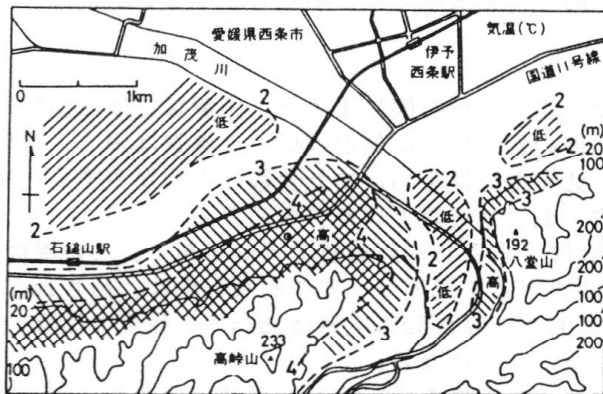 愛媛県西条市
気温(℃)
加茂川
伊予
西条駅
国道11号線
0 1km
N
2
低
2
2
低
2
(m)
20
100
3
2
3
4
低
石鎚山駅
高
4
2
192
八堂山
200
200
高
低
3
3
(m)
20
233
高峠山
4
3
100
100
200